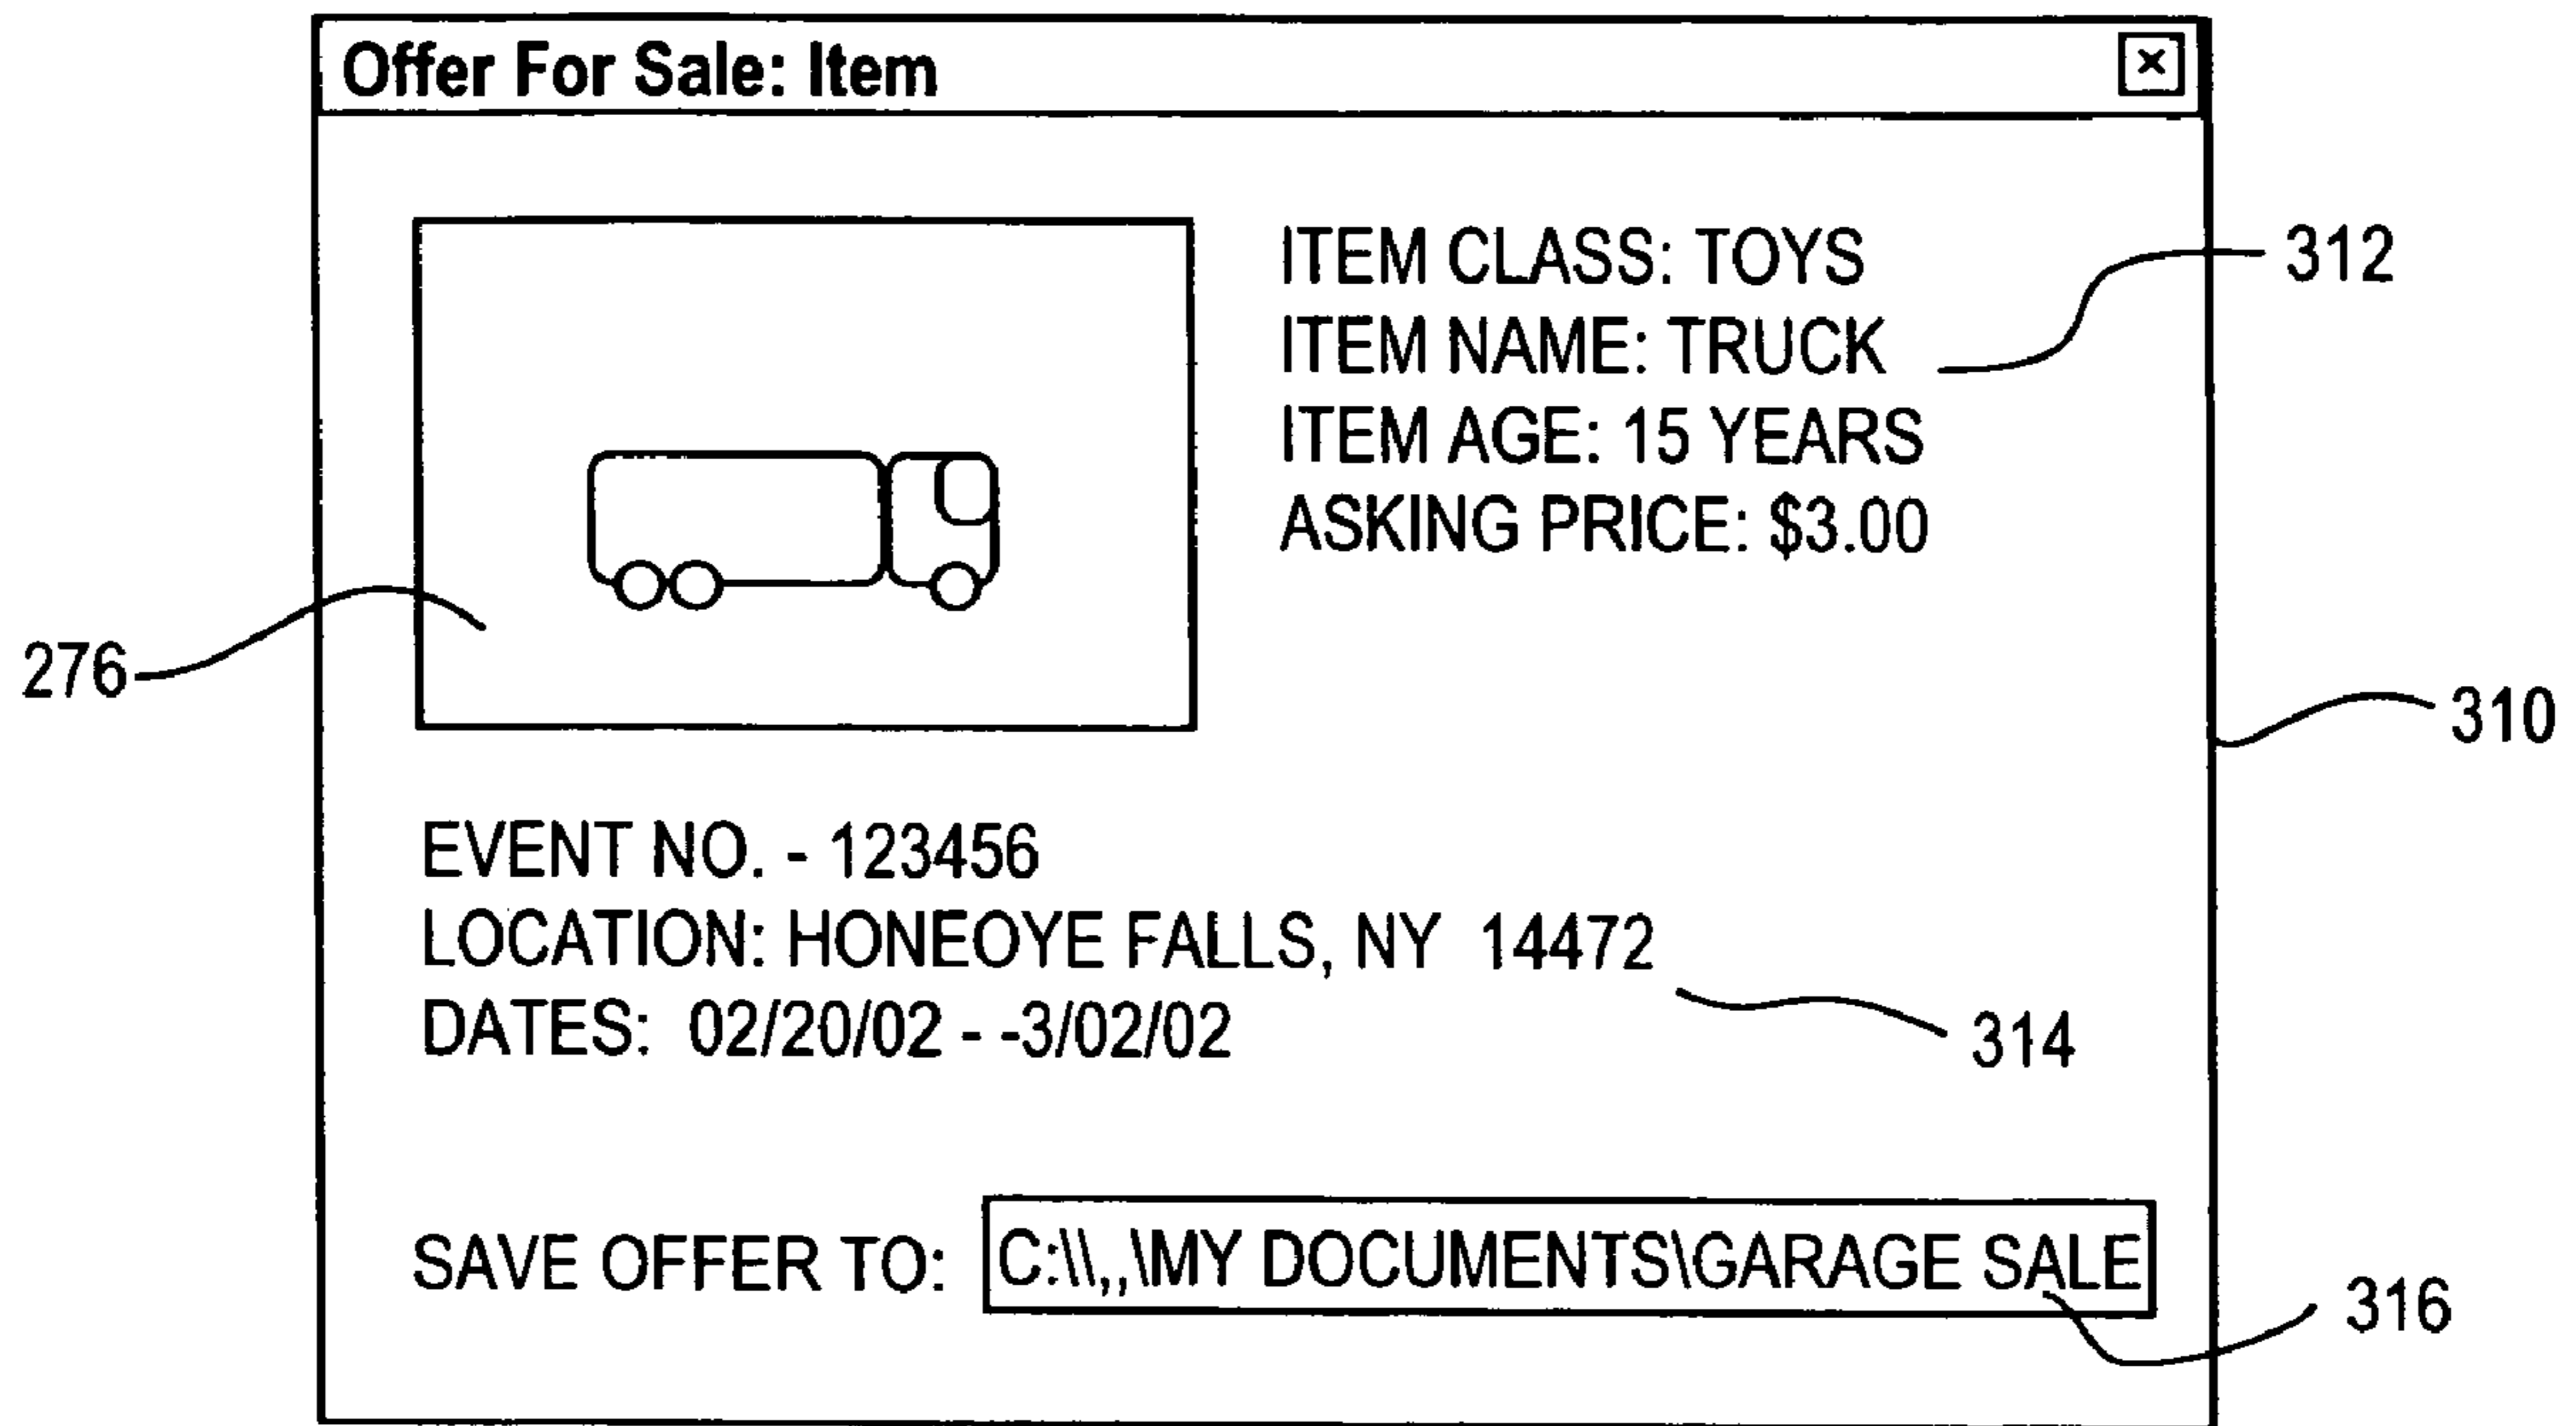 Offer For Sale: Item
x
ITEM CLASS: TOYS
312
ITEM NAME: TRUCK
ITEM AGE: 15 YEARS
ASKING PRICE: $3.00
276
310
EVENT NO. - 123456
LOCATION: HONEOYE FALLS, NY 14472
DATES: 02/20/02 - -3/02/02
314
SAVE OFFER TO: C:\\,,\MY DOCUMENTS\GARAGE SALE
316